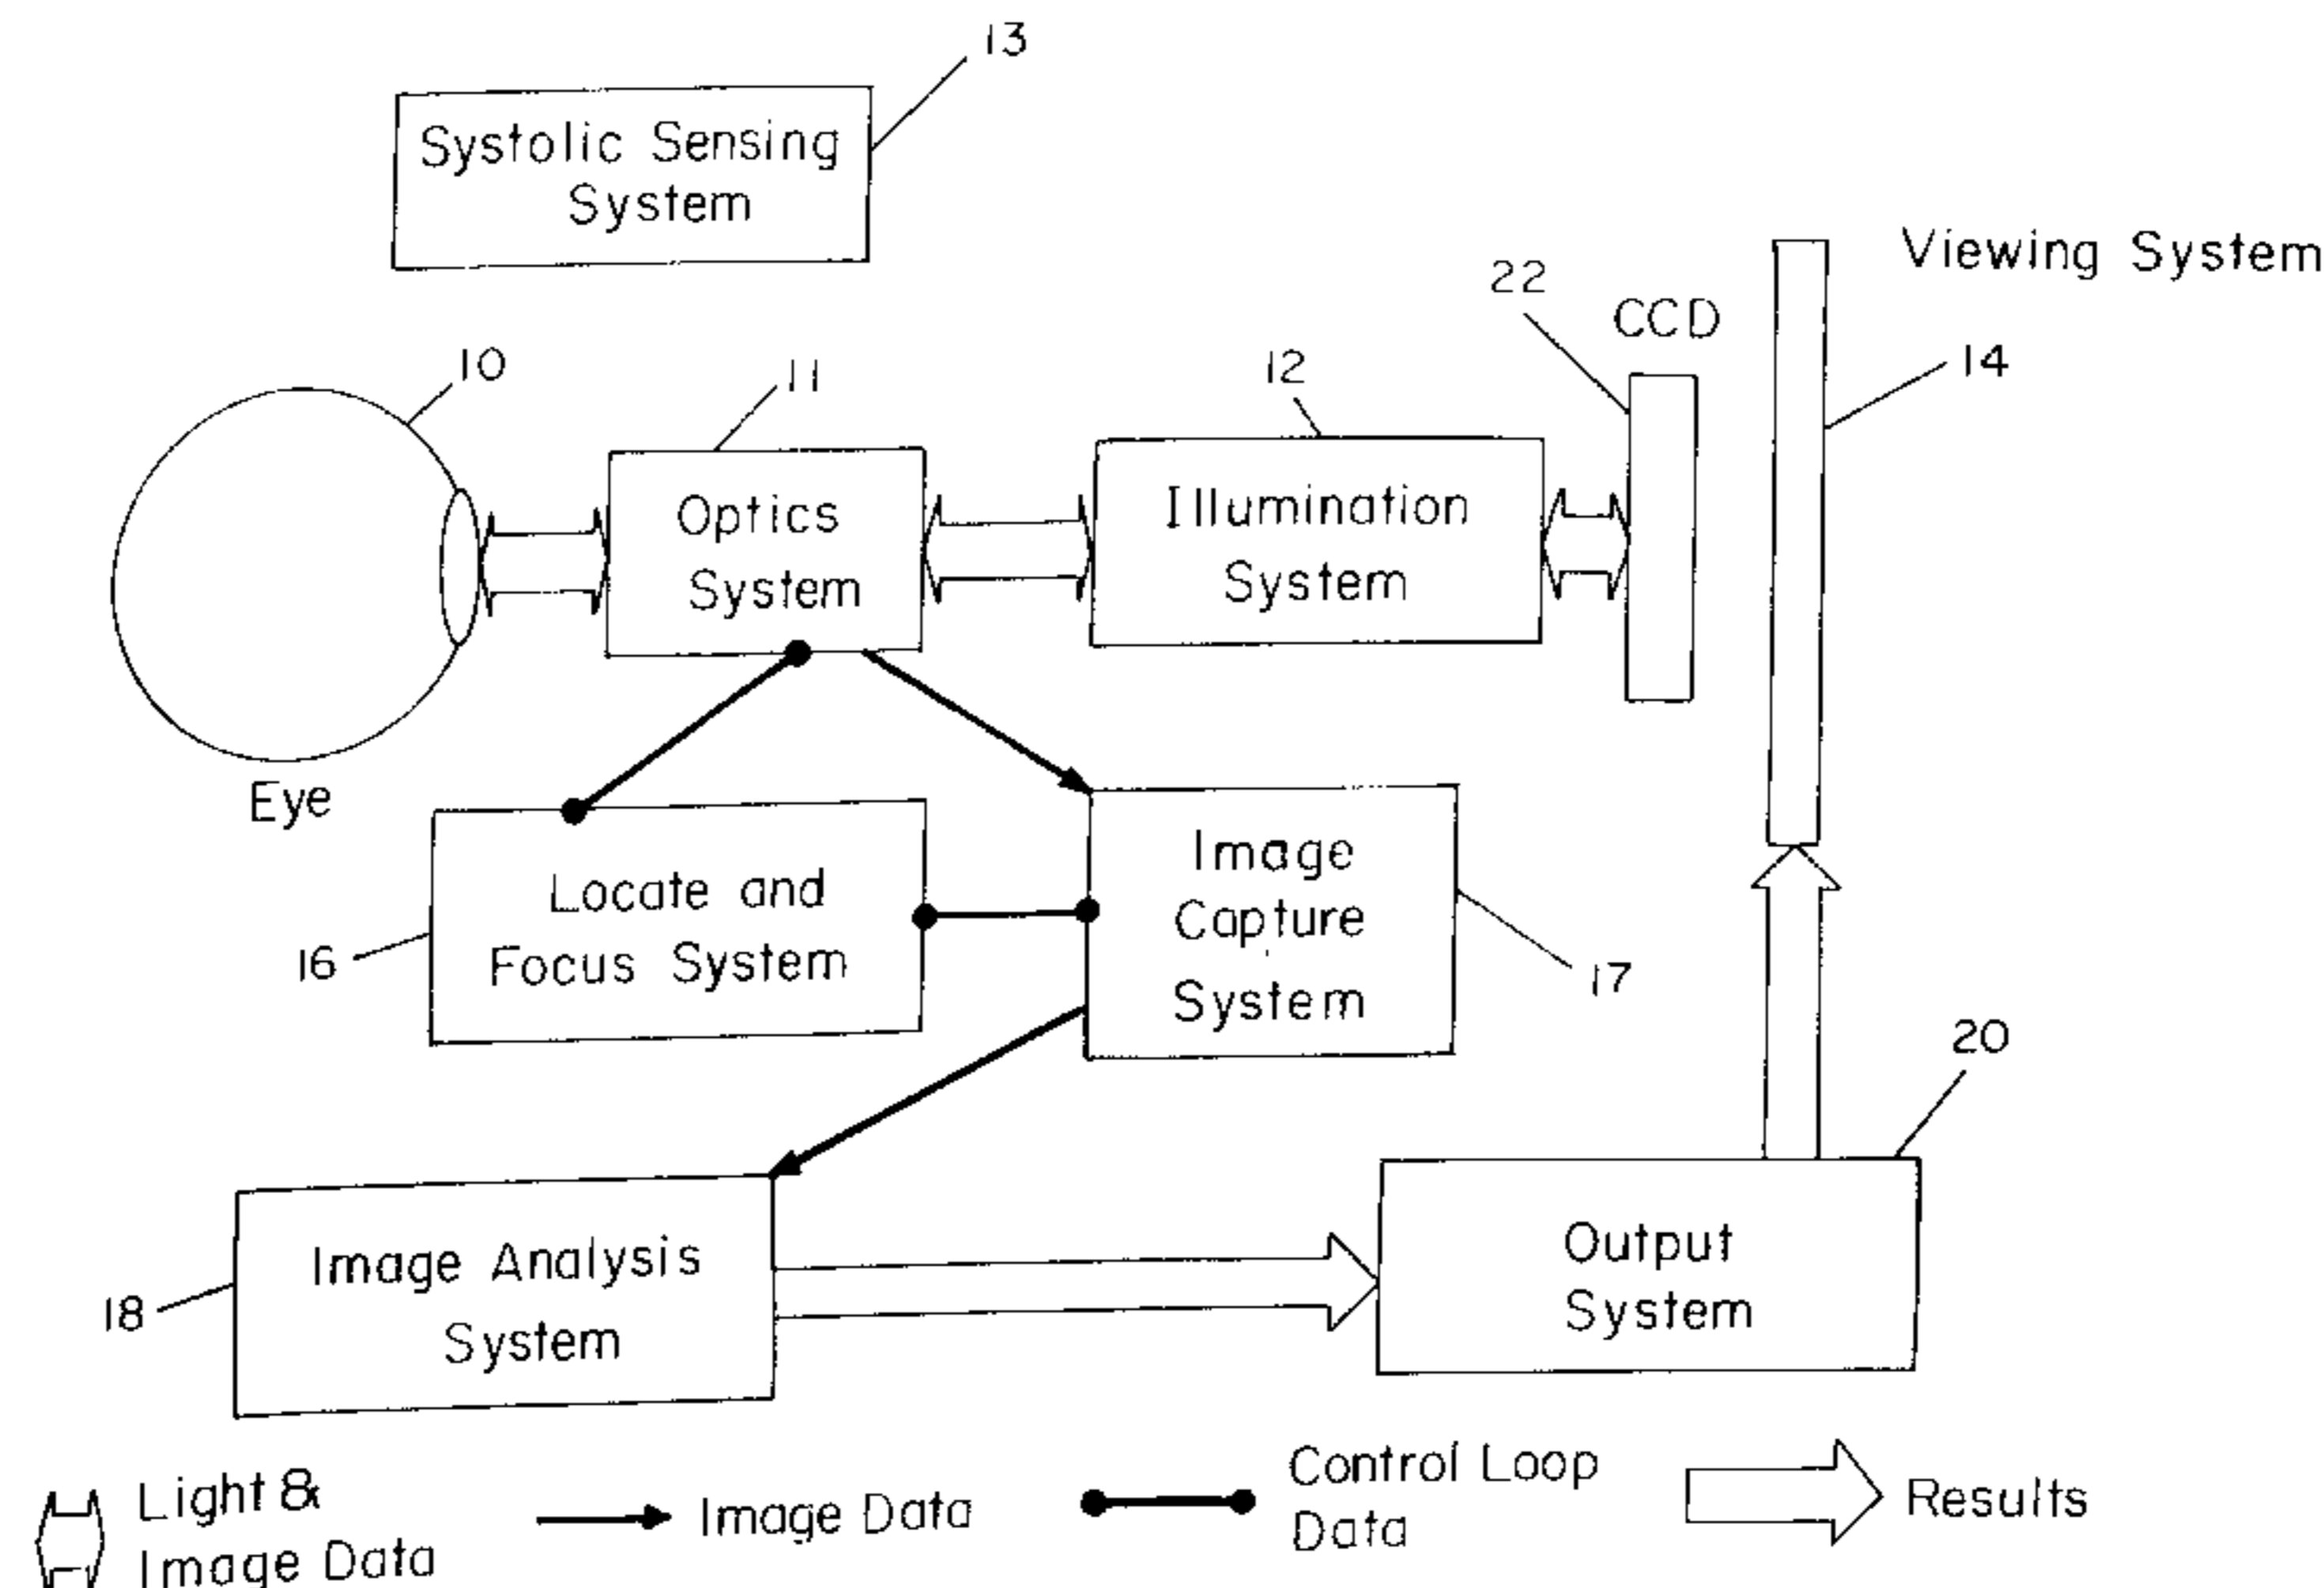 13
Systolic Sensing
System
Viewing System
22
CCD
10
11
12
14
Optics
System
Illumination
System
Eye
Image
Capture
System
Locate and
Focus System
16
17
20
Image Analysis
System
18
Output
System
Light &
Image Data
Image Data
Control Loop
Data
Results